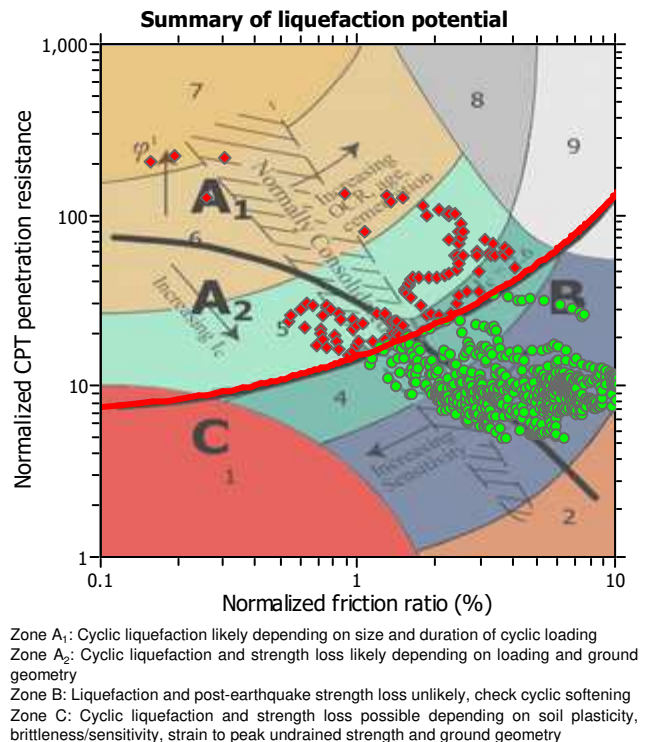 Summary of liquefaction potential
Normalized CPT penetration resistance
1,000
100
10
1
0.1
1
10
Normalized friction ratio (%)
7
8
9
φ'
A1
Increasing
OCR, age,
cementation
Normally Consolidated
6
A2
Increasing Ic
5
B
4
C
1
Increasing
Sensitivity
2
Zone A1: Cyclic liquefaction likely depending on size and duration of cyclic loading
Zone A2: Cyclic liquefaction and strength loss likely depending on loading and ground
geometry
Zone B: Liquefaction and post-earthquake strength loss unlikely, check cyclic softening
Zone C: Cyclic liquefaction and strength loss possible depending on soil plasticity,
brittleness/sensitivity, strain to peak undrained strength and ground geometry